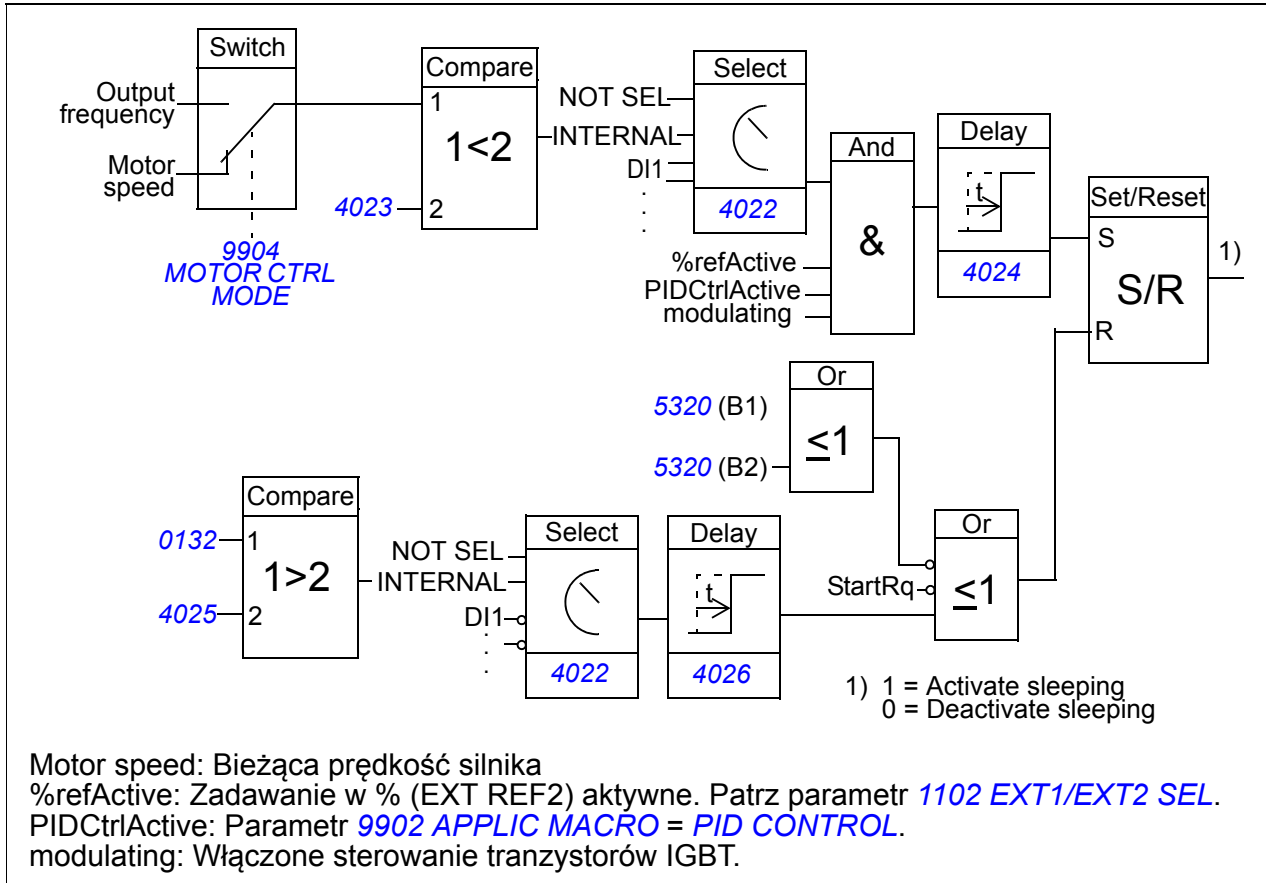 Switch
Output
frequency
Motor
speed
9904
MOTOR CTRL
MODE
Compare
1
1<2
4023
2
NOT SEL
INTERNAL
DI1
.
.
.
Select
4022
%refActive
PIDCtrlActive
modulating
And
&
Delay
t
4024
Set/Reset
S
S/R
R
1)
5320 (B1)
5320 (B2)
Or
≤1
Compare
0132
1
1>2
4025
2
NOT SEL
INTERNAL
DI1
.
.
.
Select
4022
Delay
t
4026
StartRq
Or
≤1
1) 1 = Activate sleeping
0 = Deactivate sleeping
Motor speed: Bieżąca prędkość silnika
%refActive: Zadawanie w % (EXT REF2) aktywne. Patrz parametr 1102 EXT1/EXT2 SEL.
PIDCtrlActive: Parametr 9902 APPLIC MACRO = PID CONTROL.
modulating: Włączone sterowanie tranzystorów IGBT.